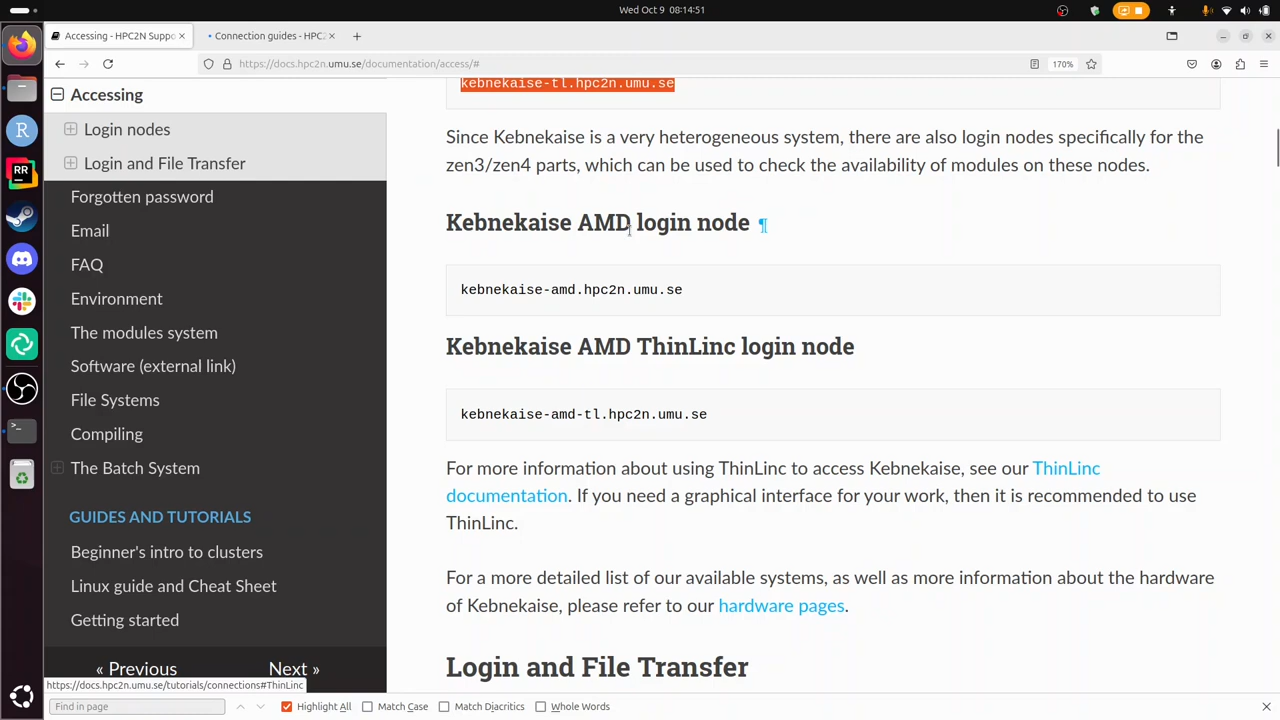 Wed Oct 9 08:14:51
Accessing - HPC2N Suppo
Connection guides - HPC2
https://docs.hpc2n.umu.se/documentation/access/#
170%
Accessing
Login nodes
Login and File Transfer
Forgotten password
Email
FAQ
Environment
The modules system
Software (external link)
File Systems
Compiling
The Batch System
GUIDES AND TUTORIALS
Beginner's intro to clusters
Linux guide and Cheat Sheet
Getting started
« Previous
Next »
kebnekaise-tl.hpc2n.umu.se
Since Kebnekaise is a very heterogeneous system, there are also login nodes specifically for the
zen3/zen4 parts, which can be used to check the availability of modules on these nodes.
Kebnekaise AMD login node ¶
kebnekaise-amd.hpc2n.umu.se
Kebnekaise AMD ThinLinc login node
kebnekaise-amd-tl.hpc2n.umu.se
For more information about using ThinLinc to access Kebnekaise, see our ThinLinc
documentation. If you need a graphical interface for your work, then it is recommended to use
ThinLinc.
For a more detailed list of our available systems, as well as more information about the hardware
of Kebnekaise, please refer to our hardware pages.
Login and File Transfer
https://docs.hpc2n.umu.se/tutorials/connections#ThinLinc
Find in page
Highlight All
Match Case
Match Diacritics
Whole Words